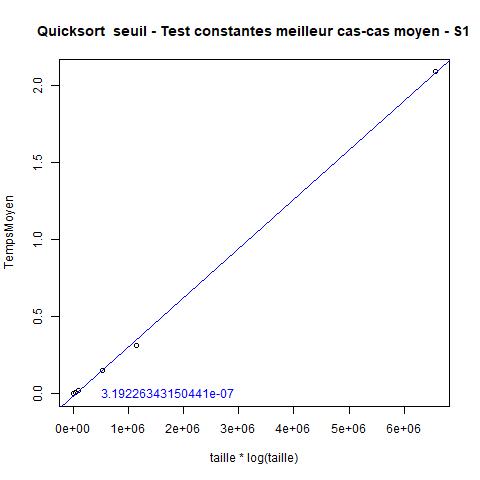 Quicksort seuil - Test constantes meilleur cas-cas moyen - S1
2.0
1.5
1.0
0.5
0.0
TempsMoyen
3.19226343150441e-07
0e+00 1e+06 2e+06 3e+06 4e+06 5e+06 6e+06
taille * log(taille)